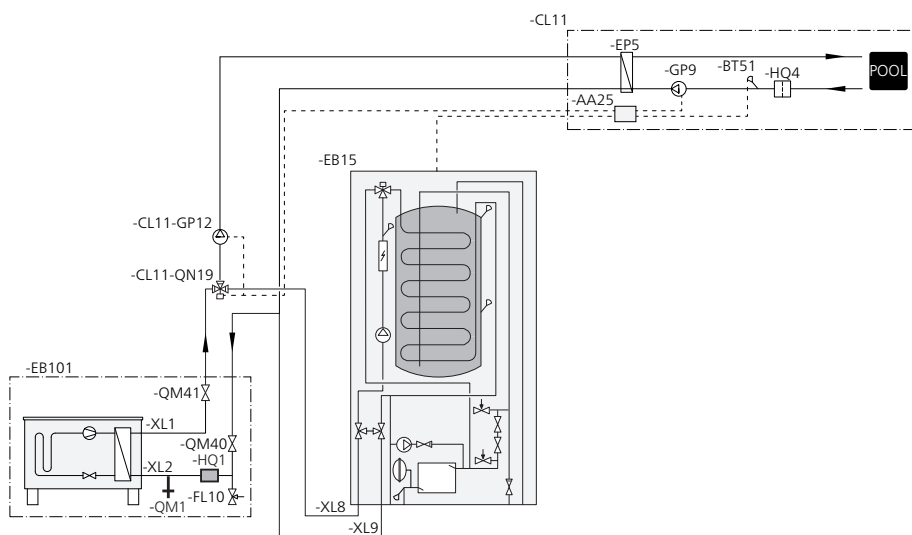 -CL11
-EP5
-GP9
-BT51
-HQ4
POOL
-AA25
-EB15
-CL11-GP12
-CL11-QN19
-EB101
-QM41
-XL1
-QM40
-XL2
-HQ1
-FL10
-QM1
-XL8
-XL9